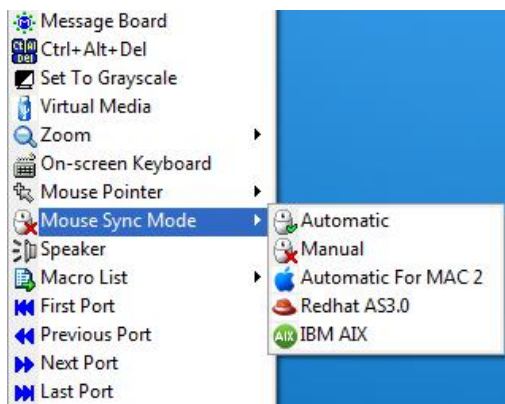 Message Board
Ctrl+Alt+Del
Set To Grayscale
Virtual Media
Zoom
On-screen Keyboard
Mouse Pointer
Mouse Sync Mode
Speaker
Macro List
First Port
Previous Port
Next Port
Last Port
Automatic
Manual
Automatic For MAC 2
Redhat AS3.0
AIX IBM AIX